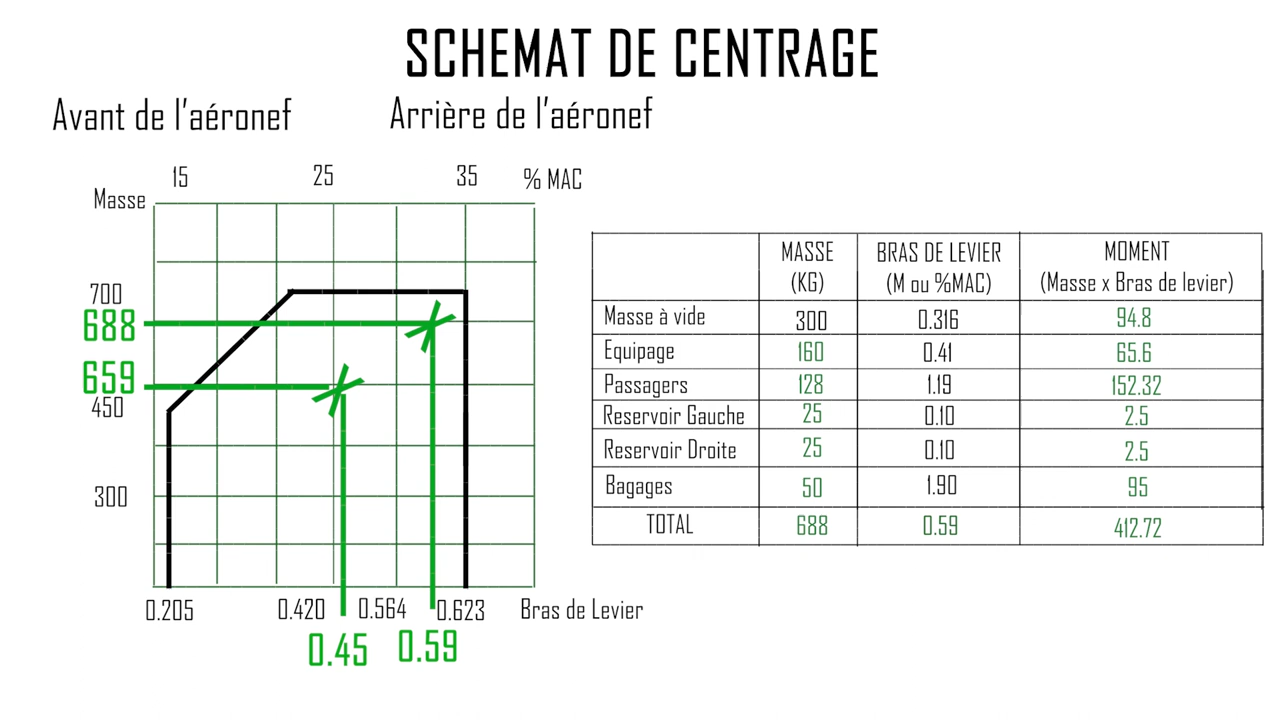 SCHEMAT DE CENTRAGE
Avant de l'aéronef
Arrière de l'aéronef
15 25 35 % MAC
Masse
700
688
659
450
300
0.205 0.420 0.564 0.623 Bras de Levier
0.45 0.59
MASSE (KG) BRAS DE LEVIER (M ou %MAC) MOMENT (Masse x Bras de levier)
Masse à vide 300 0.316 94.8
Equipage 160 0.41 65.6
Passagers 128 1.19 152.32
Reservoir Gauche 25 0.10 2.5
Reservoir Droite 25 0.10 2.5
Bagages 50 1.90 95
TOTAL 688 0.59 412.72